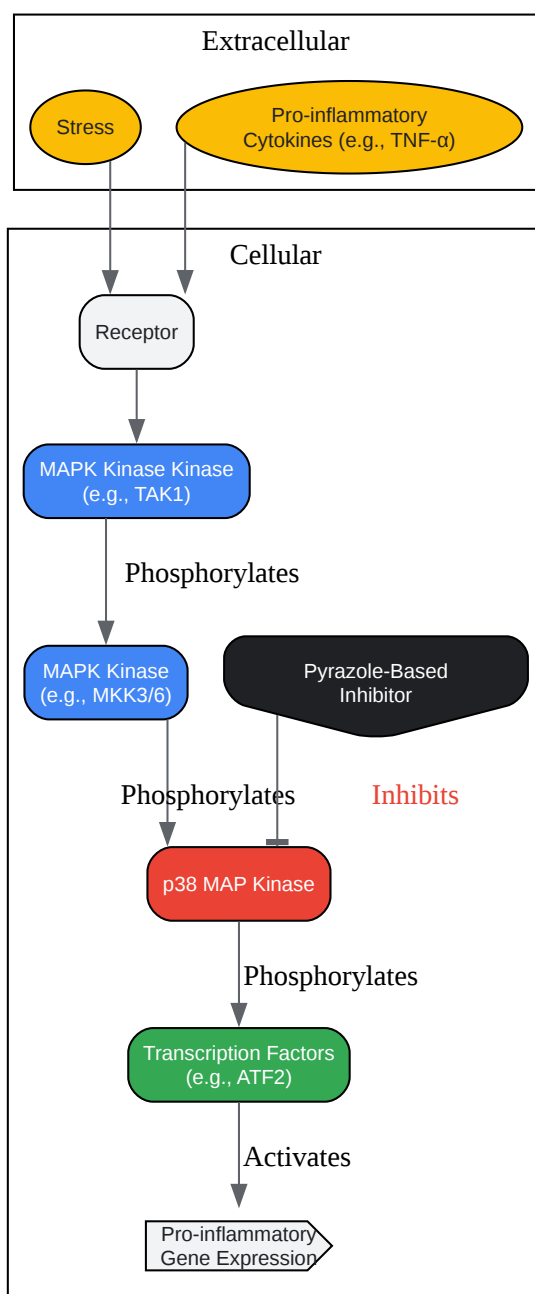 Extracellular
Stress
Pro-inflammatory
Cytokines (e.g., TNF-α)
Cellular
Receptor
MAPK Kinase Kinase
(e.g., TAK1)
Phosphorylates
MAPK Kinase
(e.g., MKK3/6)
Pyrazole-Based
Inhibitor
Phosphorylates
Inhibits
p38 MAP Kinase
Phosphorylates
Transcription Factors
(e.g., ATF2)
Activates
Pro-inflammatory
Gene Expression